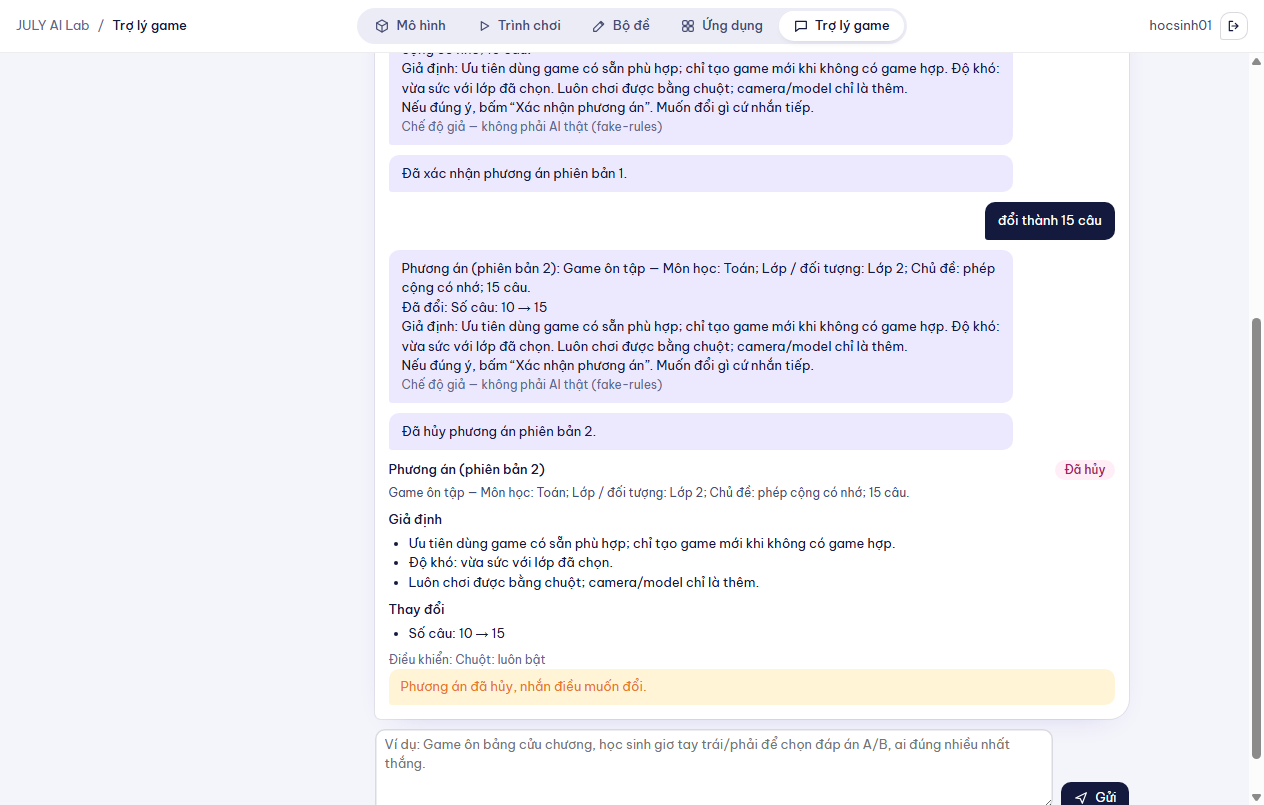 JULY AI Lab / Trợ lý game
Mô hình
Trình chơi
Bộ đề
Ứng dụng
Trợ lý game
hocsinh01
Giả định: Ưu tiên dùng game có sẵn phù hợp; chỉ tạo game mới khi không có game hợp. Độ khó:
vừa sức với lớp đã chọn. Luôn chơi được bằng chuột; camera/model chỉ là thêm.
Nếu đúng ý, bấm “Xác nhận phương án”. Muốn đổi gì cứ nhắn tiếp.
Chế độ giả — không phải AI thật (fake-rules)
Đã xác nhận phương án phiên bản 1.
đổi thành 15 câu
Phương án (phiên bản 2): Game ôn tập — Môn học: Toán; Lớp / đối tượng: Lớp 2; Chủ đề: phép
cộng có nhớ; 15 câu.
Đã đổi: Số câu: 10 → 15
Giả định: Ưu tiên dùng game có sẵn phù hợp; chỉ tạo game mới khi không có game hợp. Độ khó:
vừa sức với lớp đã chọn. Luôn chơi được bằng chuột; camera/model chỉ là thêm.
Nếu đúng ý, bấm “Xác nhận phương án”. Muốn đổi gì cứ nhắn tiếp.
Chế độ giả — không phải AI thật (fake-rules)
Đã hủy phương án phiên bản 2.
Phương án (phiên bản 2)
Đã hủy
Game ôn tập — Môn học: Toán; Lớp / đối tượng: Lớp 2; Chủ đề: phép cộng có nhớ; 15 câu.
Giả định
• Ưu tiên dùng game có sẵn phù hợp; chỉ tạo game mới khi không có game hợp.
• Độ khó: vừa sức với lớp đã chọn.
• Luôn chơi được bằng chuột; camera/model chỉ là thêm.
Thay đổi
• Số câu: 10 → 15
Điều khiển: Chuột: luôn bật
Phương án đã hủy, nhắn điều muốn đổi.
Ví dụ: Game ôn bảng cửu chương, học sinh giơ tay trái/phải để chọn đáp án A/B, ai đúng nhiều nhất
thắng.
Gửi